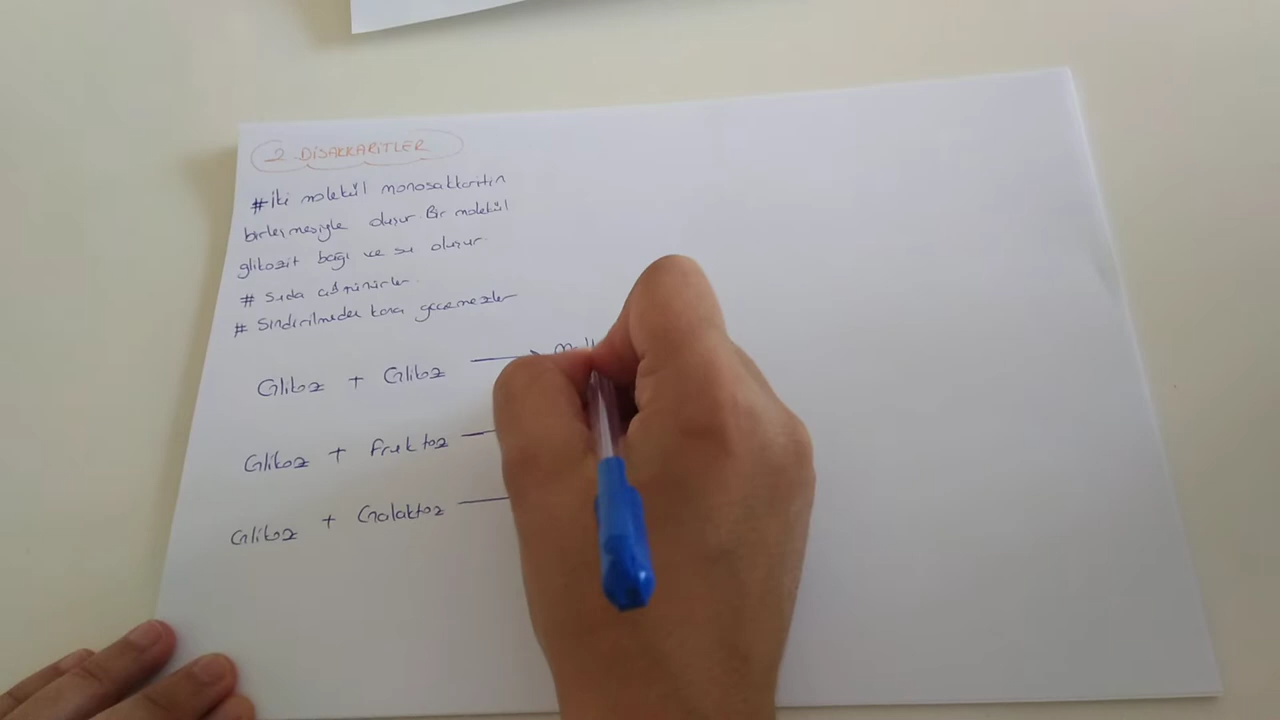 2. DİSAKKARİTLER
#İki molekül monosakkaritin
birleşmesiyle oluşur. Bir molekül
glikozit bağı ve su oluşur.
# Suda çözünürler.
# Sindirilmeden kana geçemezler
Glikoz + Glikoz →
Glikoz + Fruktoz —
Glikoz + Galaktoz —